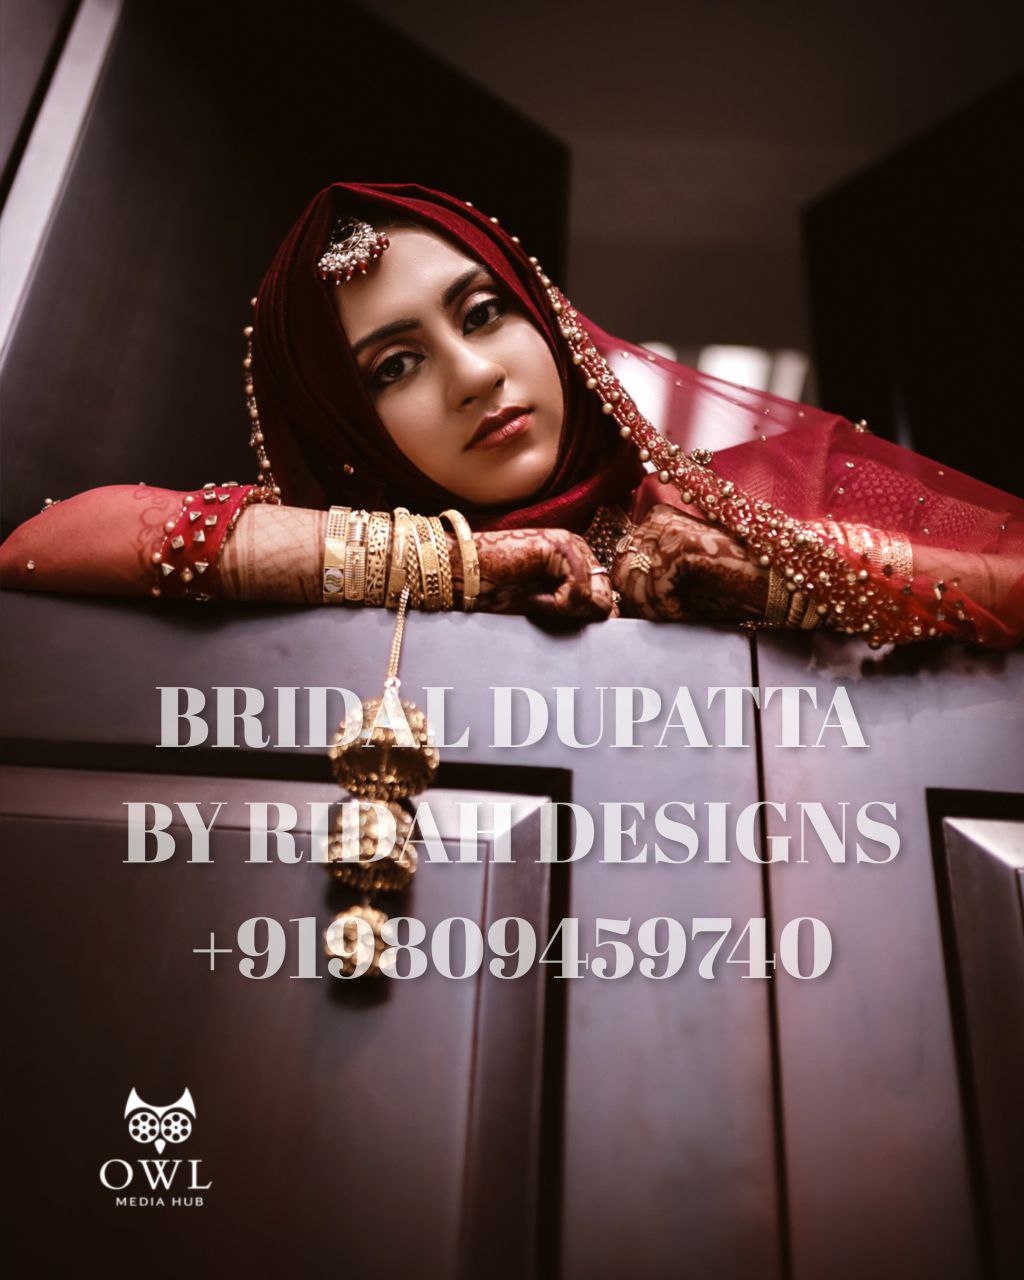 BRIDAL DUPATTA
BY RIDAH DESIGNS
+919809459740
OWL
MEDIA HUB